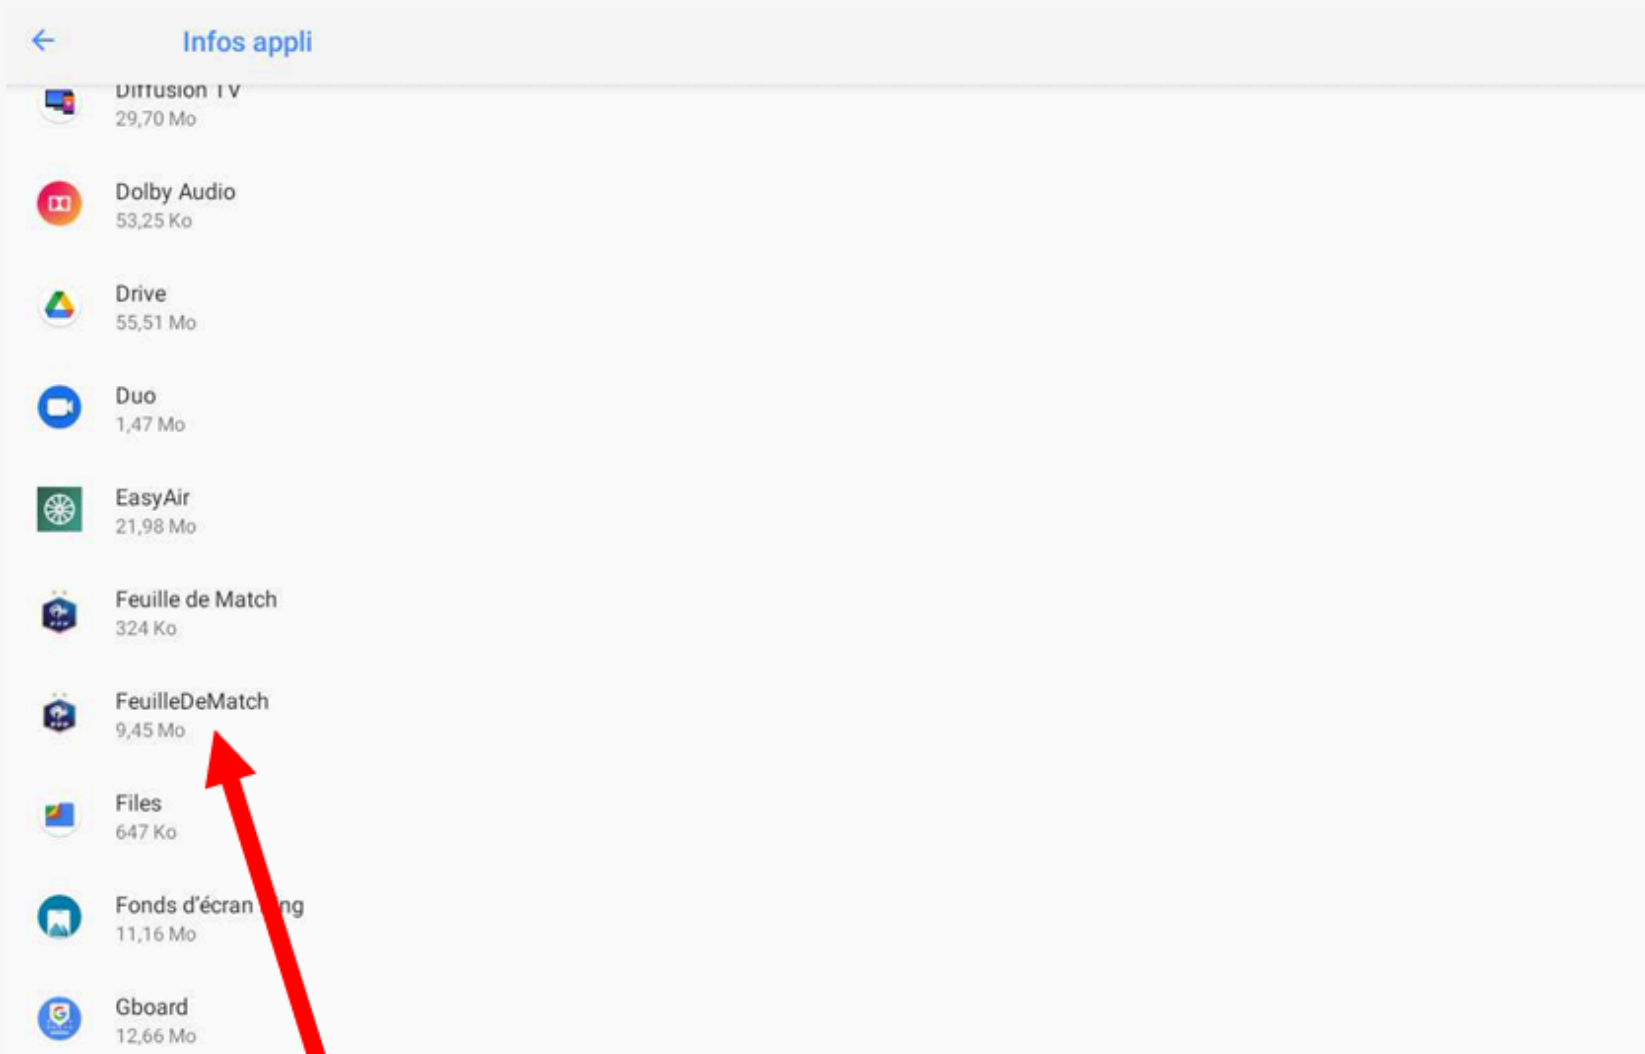 Infos appli
Diffusion TV
29,70 Mo
Dolby Audio
53,25 Ko
Drive
55,51 Mo
Duo
1,47 Mo
EasyAir
21,98 Mo
Feuille de Match
324 Ko
FeuilleDeMatch
9,45 Mo
Files
647 Ko
Fonds d'écran ng
11,16 Mo
Gboard
12,66 Mo